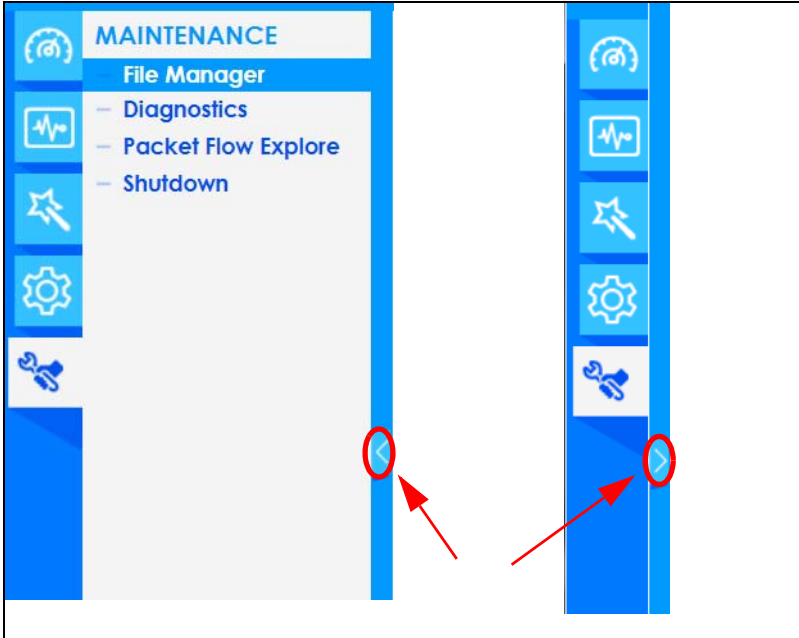 MAINTENANCE
File Manager
Diagnostics
Packet Flow Explore
Shutdown